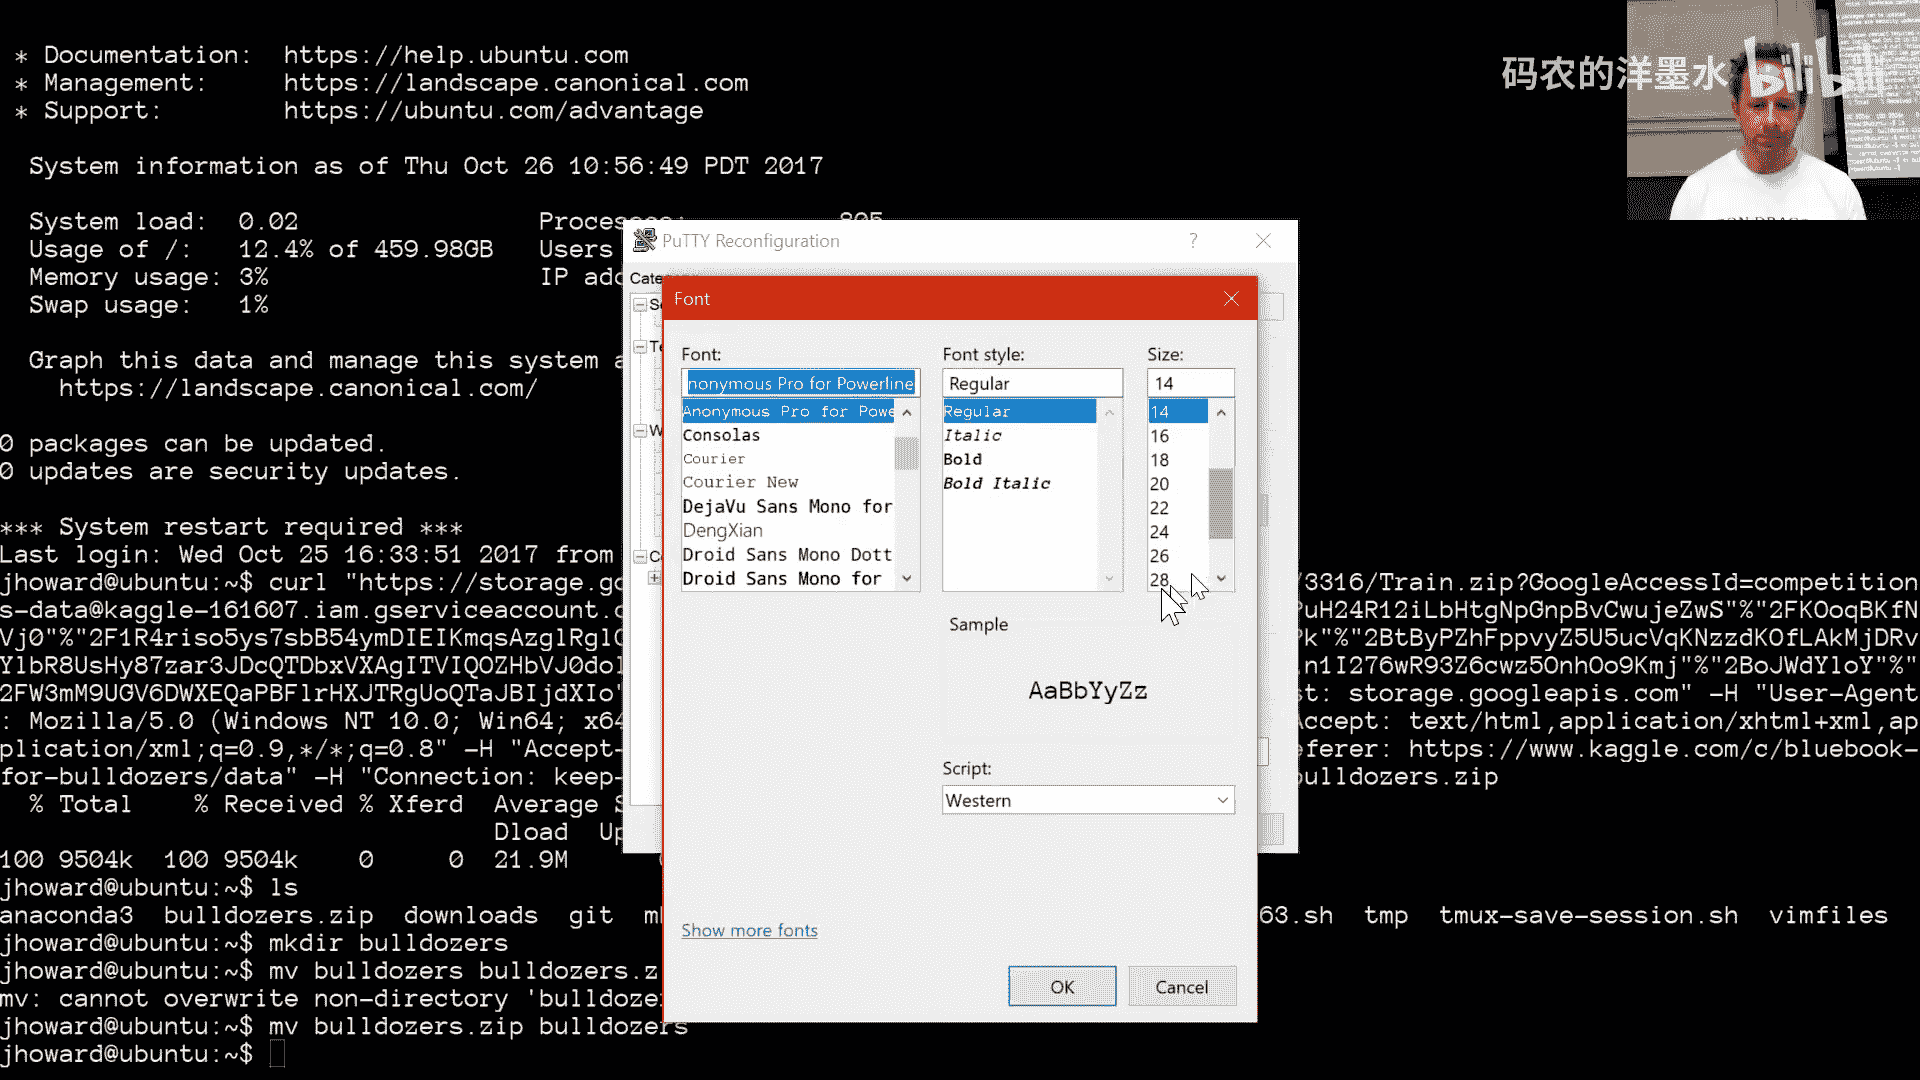 * Documentation:  https://help.ubuntu.com
* Management:     https://landscape.canonical.com
* Support:        https://ubuntu.com/advantage
码农的洋墨水 bilibili
System information as of Thu Oct 26 10:56:49 PDT 2017
System load:  0.02
Usage of /:   12.4% of 459.98GB   Users
Memory usage: 3%
Swap usage:   1%
Graph this data and manage this system
https://landscape.canonical.com/
0 packages can be updated.
0 updates are security updates.
*** System restart required ***
Last login: Wed Oct 25 16:33:51 2017 from
jhoward@ubuntu:~$ curl "https://storage.go
/3316/Train.zip?GoogleAccessId=competition
s-data@kaggle-161607.iam.gserviceaccount.
: Mozilla/5.0 (Windows NT 10.0; Win64; x64
st: storage.googleapis.com" -H "User-Agent
Accept: text/html,application/xhtml+xml,ap
plication/xml;q=0.9,*/*;q=0.8" -H "Accept-
eferer: https://www.kaggle.com/c/bluebook-
for-bulldozers/data" -H "Connection: keep-
bulldozers.zip
% Total    % Received % Xferd  Average
Dload  Up
100 9504k  100 9504k    0      0  21.9M
jhoward@ubuntu:~$ ls
anaconda3  bulldozers.zip  downloads  git
63.sh  tmp  tmux-save-session.sh  vimfiles
jhoward@ubuntu:~$ mkdir bulldozers
jhoward@ubuntu:~$ mv bulldozers bulldozers.z
mv: cannot overwrite non-directory 'bulldoze
jhoward@ubuntu:~$ mv bulldozers.zip bulldozers
jhoward@ubuntu:~$
PuTTY Reconfiguration
?
Font
Font:
nonymous Pro for Powerline
Anonymous Pro for Powe
Consolas
Courier
Courier New
DejaVu Sans Mono for
DengXian
Droid Sans Mono Dott
Droid Sans Mono for
Font style:
Regular
Regular
Italic
Bold
Bold Italic
Size:
14
14
16
18
20
22
24
26
28
Sample
AaBbYyZz
Script:
Western
Show more fonts
OK
Cancel